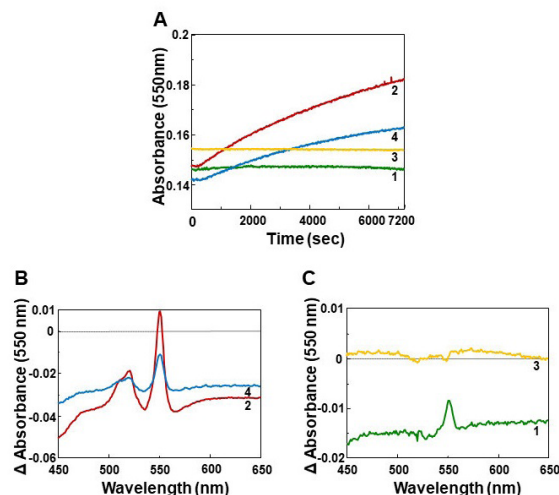 A
Absorbance (550nm)
0.2
0.18
0.16
0.14
2
4
3
1
0 2000 4000 6000 7200
Time (sec)
B
Δ Absorbance (550 nm)
0.01
0
-0.02
-0.04
-0.06
4
2
450 500 550 600 650
Wavelength (nm)
C
Δ Absorbance (550 nm)
0.01
0
-0.01
-0.02
3
1
450 500 550 600 650
Wavelength (nm)